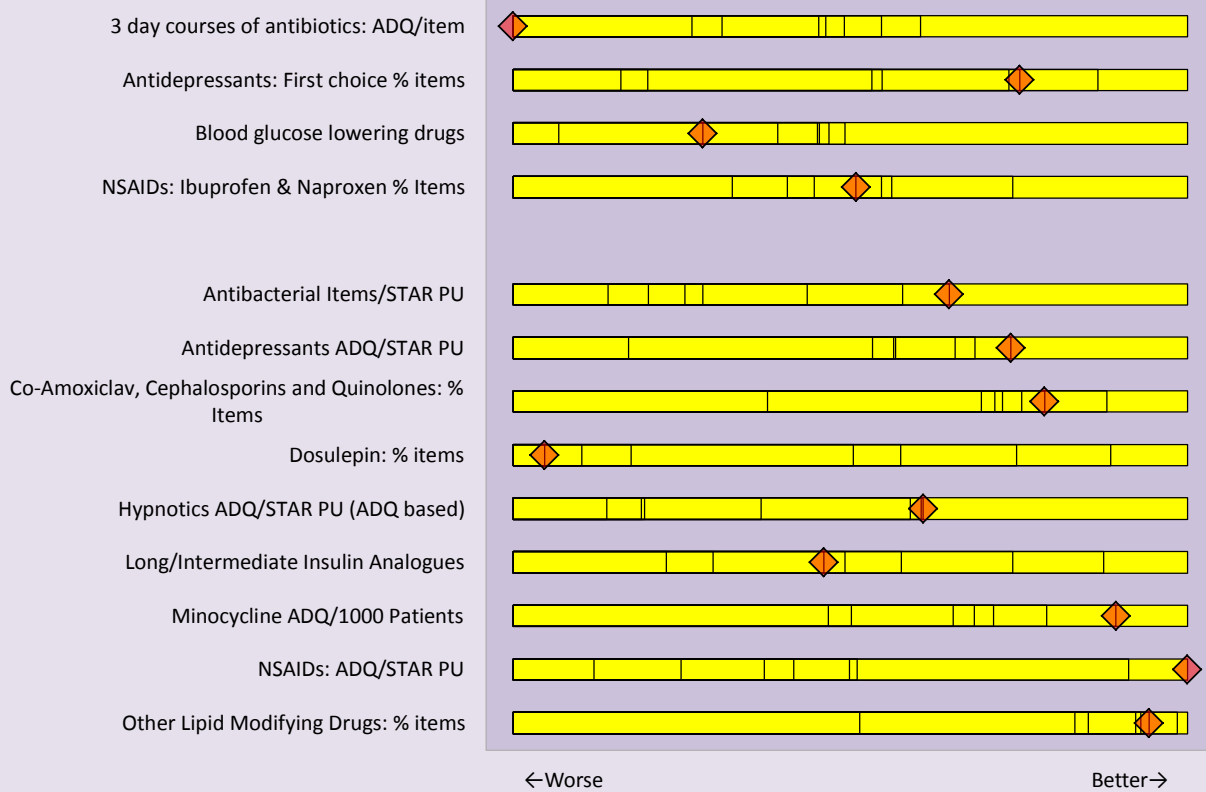 3 day courses of antibiotics: ADQ/item
Antidepressants: First choice % items
Blood glucose lowering drugs
NSAIDs: Ibuprofen & Naproxen % Items
Antibacterial Items/STAR PU
Antidepressants ADQ/STAR PU
Co-Amoxiclav, Cephalosporins and Quinolones: %
Items
Dosulepin: % items
Hypnotics ADQ/STAR PU (ADQ based)
Long/Intermediate Insulin Analogues
Minocycline ADQ/1000 Patients
NSAIDs: ADQ/STAR PU
Other Lipid Modifying Drugs: % items
←Worse Better→